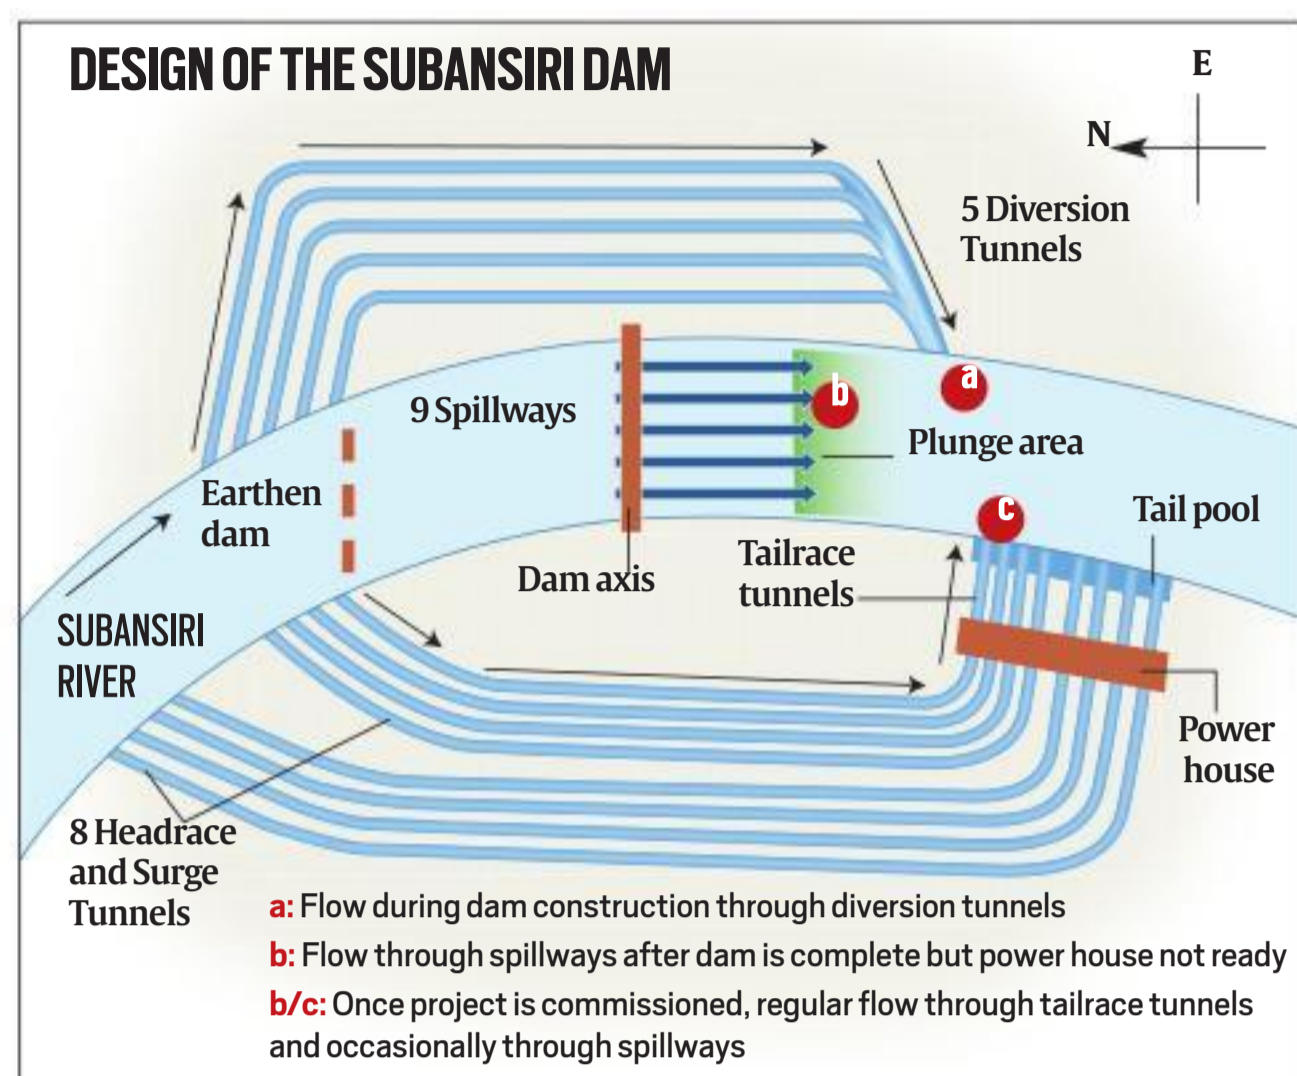 DESIGN OF THE SUBANSIRI DAM
E
N
5 Diversion
Tunnels
9 Spillways
b
a
Plunge area
Earthen
dam
c
Tail pool
Dam axis
Tailrace
tunnels
SUBANSIRI
RIVER
Power
house
8 Headrace
and Surge
Tunnels
a: Flow during dam construction through diversion tunnels
b: Flow through spillways after dam is complete but power house not ready
b/c: Once project is commissioned, regular flow through tailrace tunnels
and occasionally through spillways